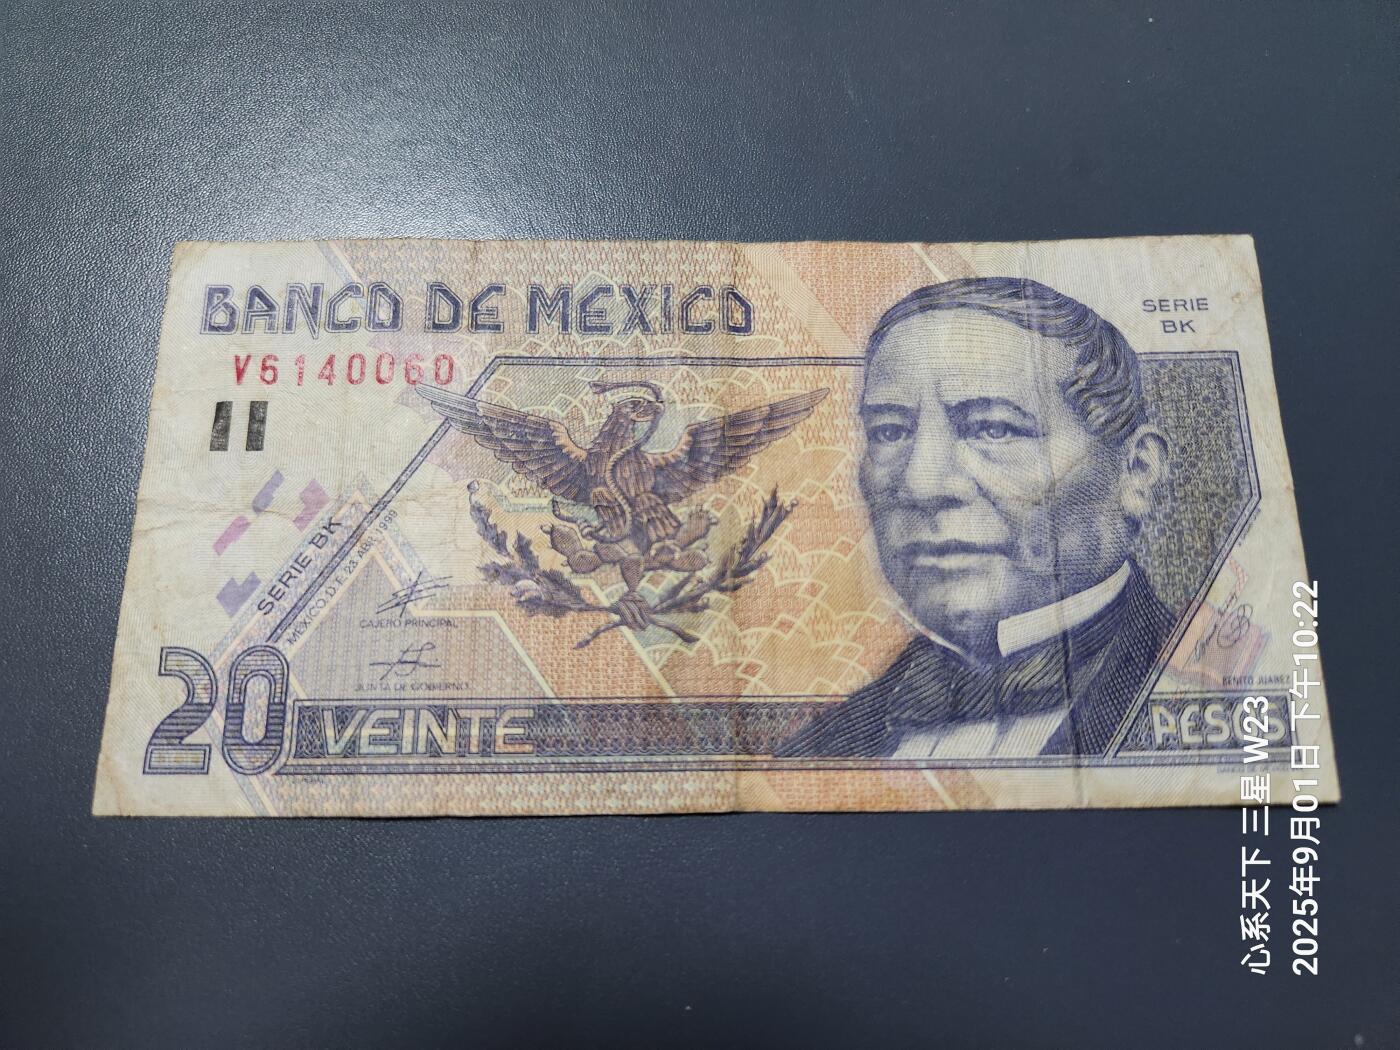 BANCO DE MEXICO
V6140060
SERIE
BK
SERIE BK
MEXICO, D.F. 23 ABR. 1999
CAJERO PRINCIPAL
JUNTA DE GOBIERNO
BENITO JUAREZ
20
VEINTE
PESOS
心系天下 三星 W23
2025年9月01日 下午10:22